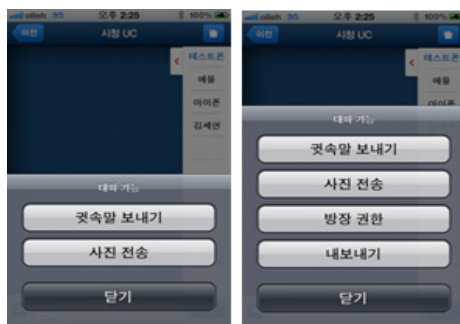 olleh 3G 오후 2:25 100%
이전 시청 UC
테스트폰
예물
아이폰
김세연
대화 기능
귓속말 보내기
사진 전송
닫기
olleh 3G 오후 2:25 100%
이전 시청 UC
테스트폰
예물
아이폰
대화 기능
귓속말 보내기
사진 전송
방장 권한
내보내기
닫기